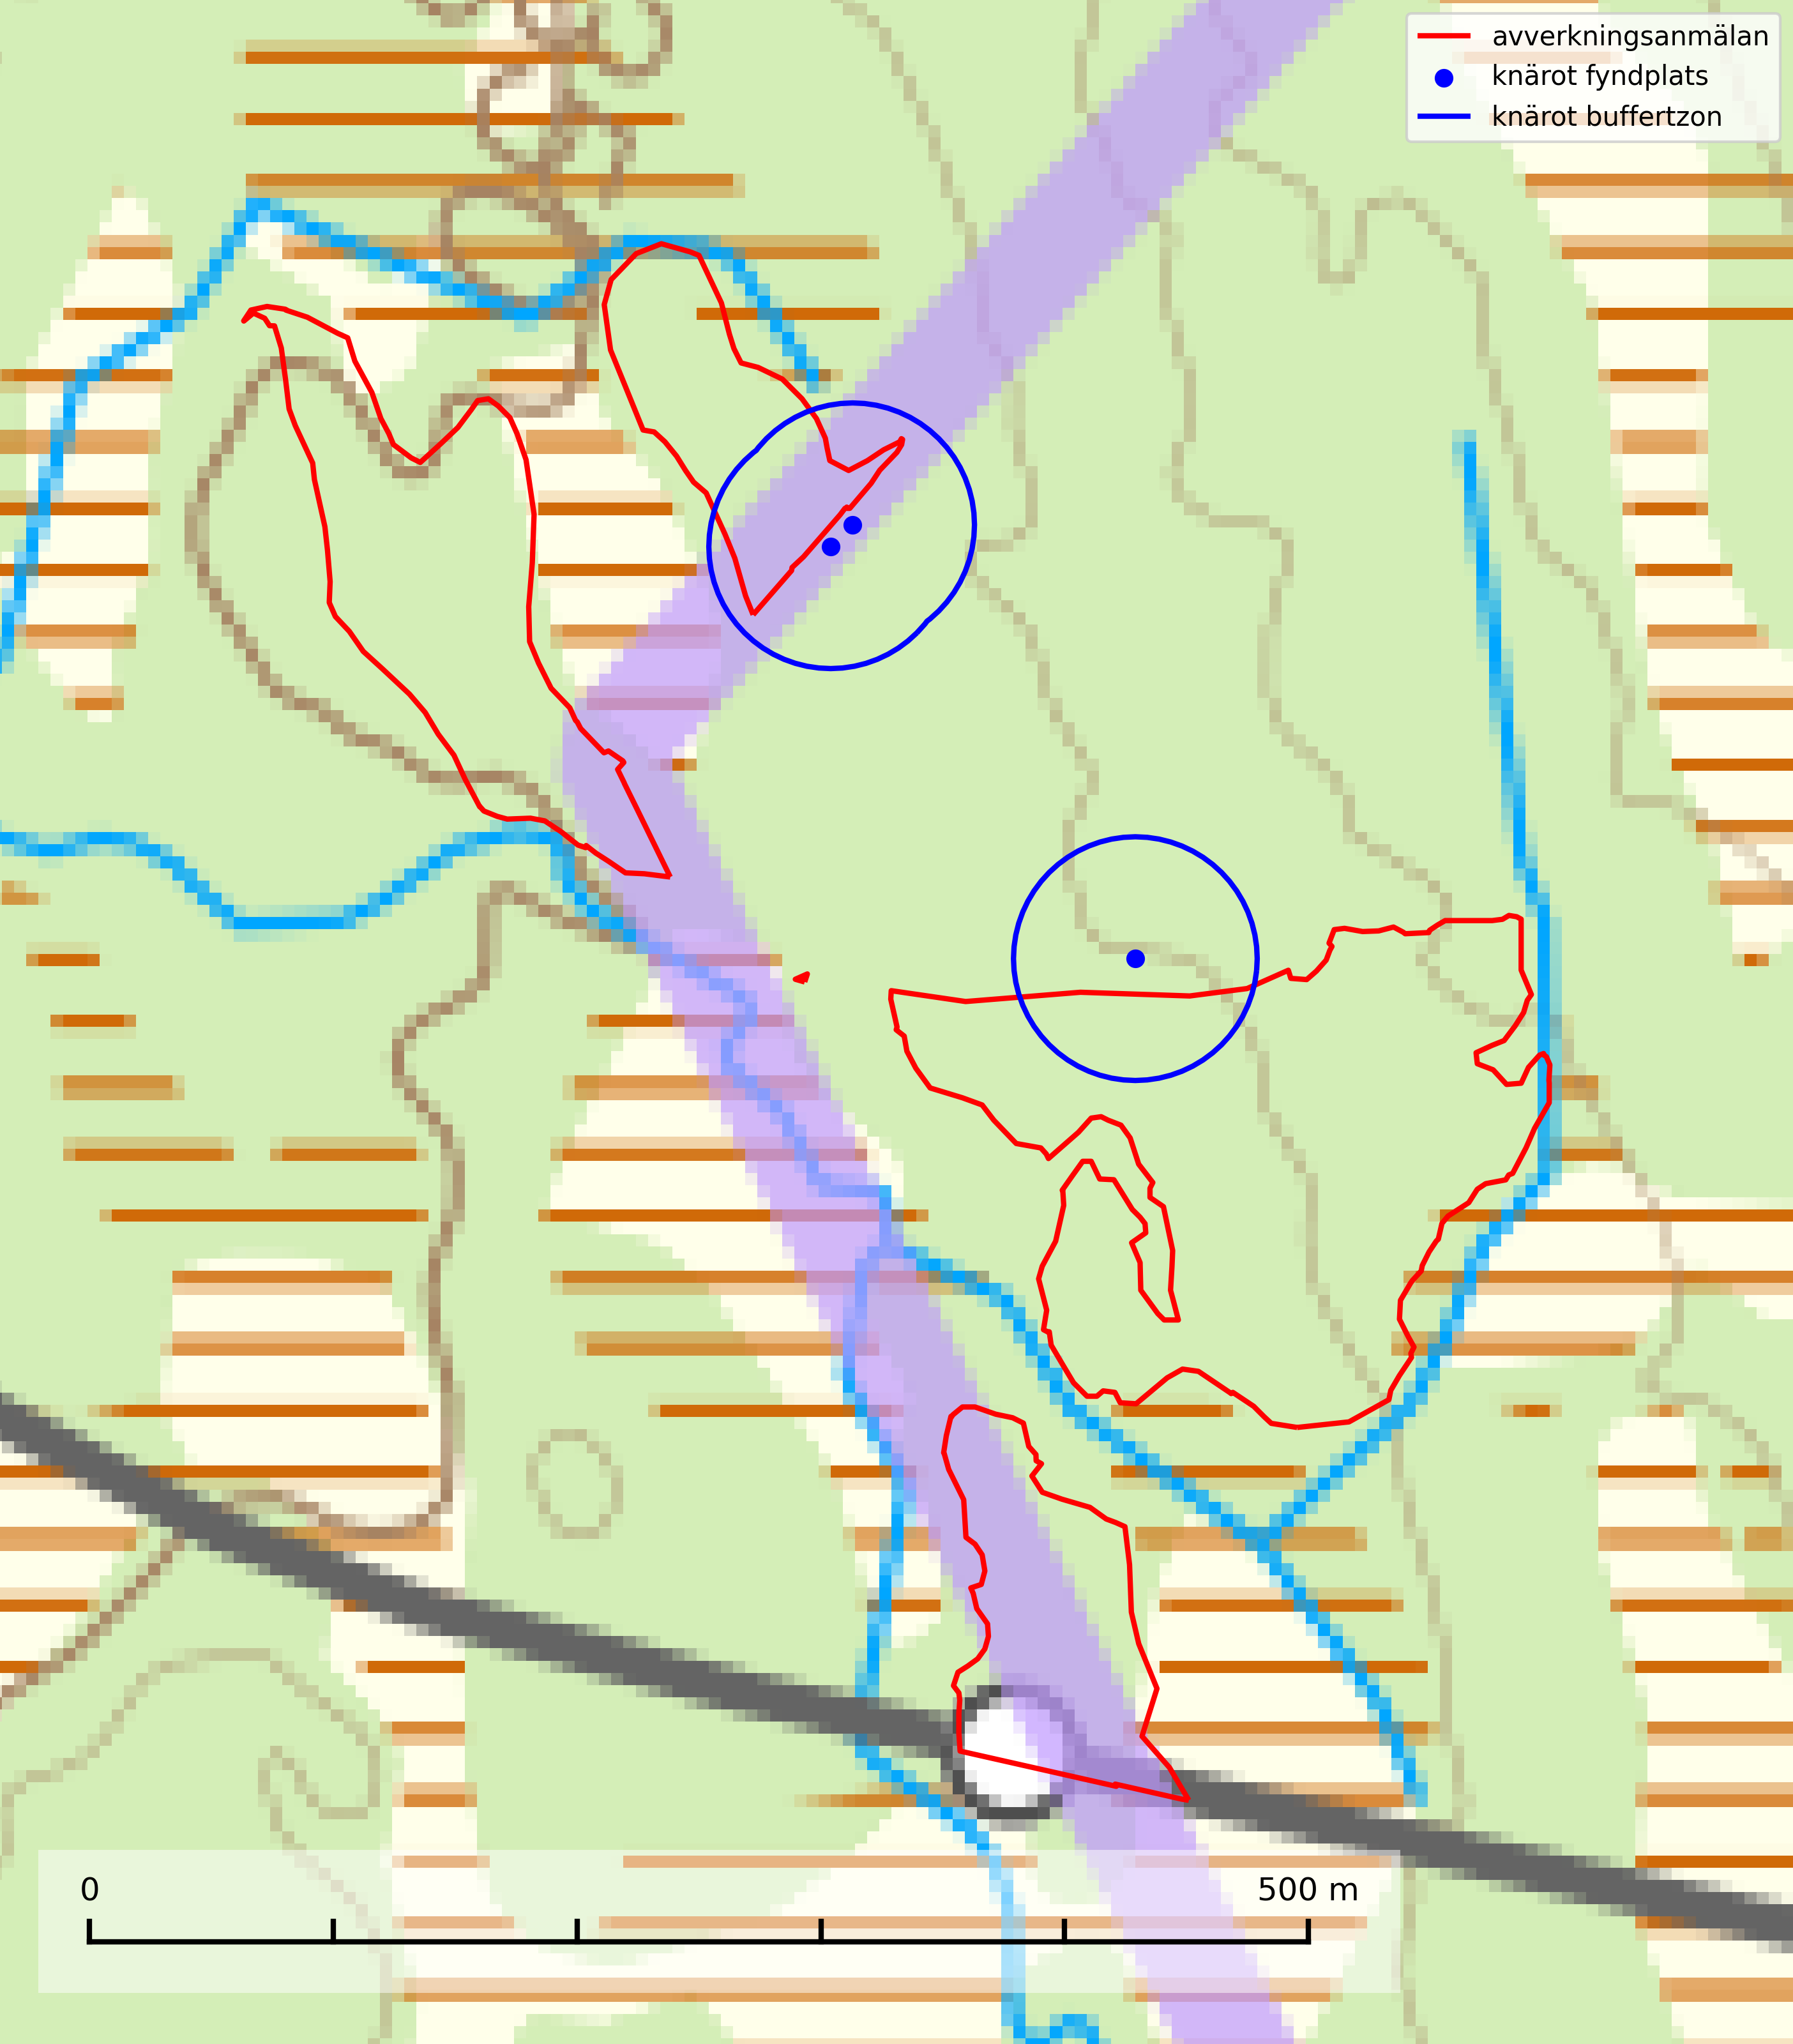 avverkningsanmälan
knärot fyndplats
knärot buffertzon
0
500 m